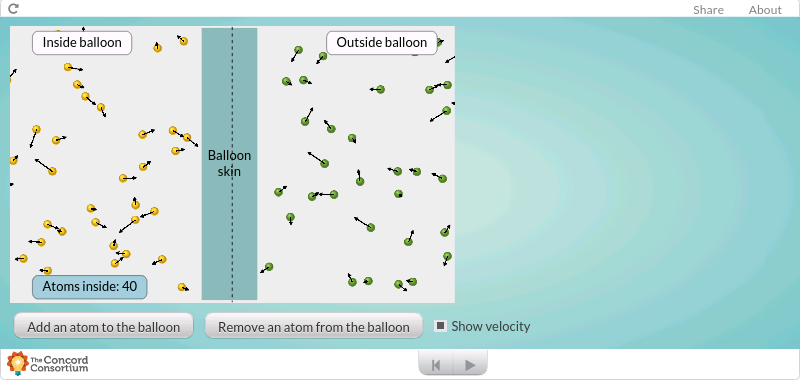 Share
About
Inside balloon
Outside balloon
Balloon
skin
Atoms inside: 40
Add an atom to the balloon
Remove an atom from the balloon
Show velocity
The Concord
Consortium